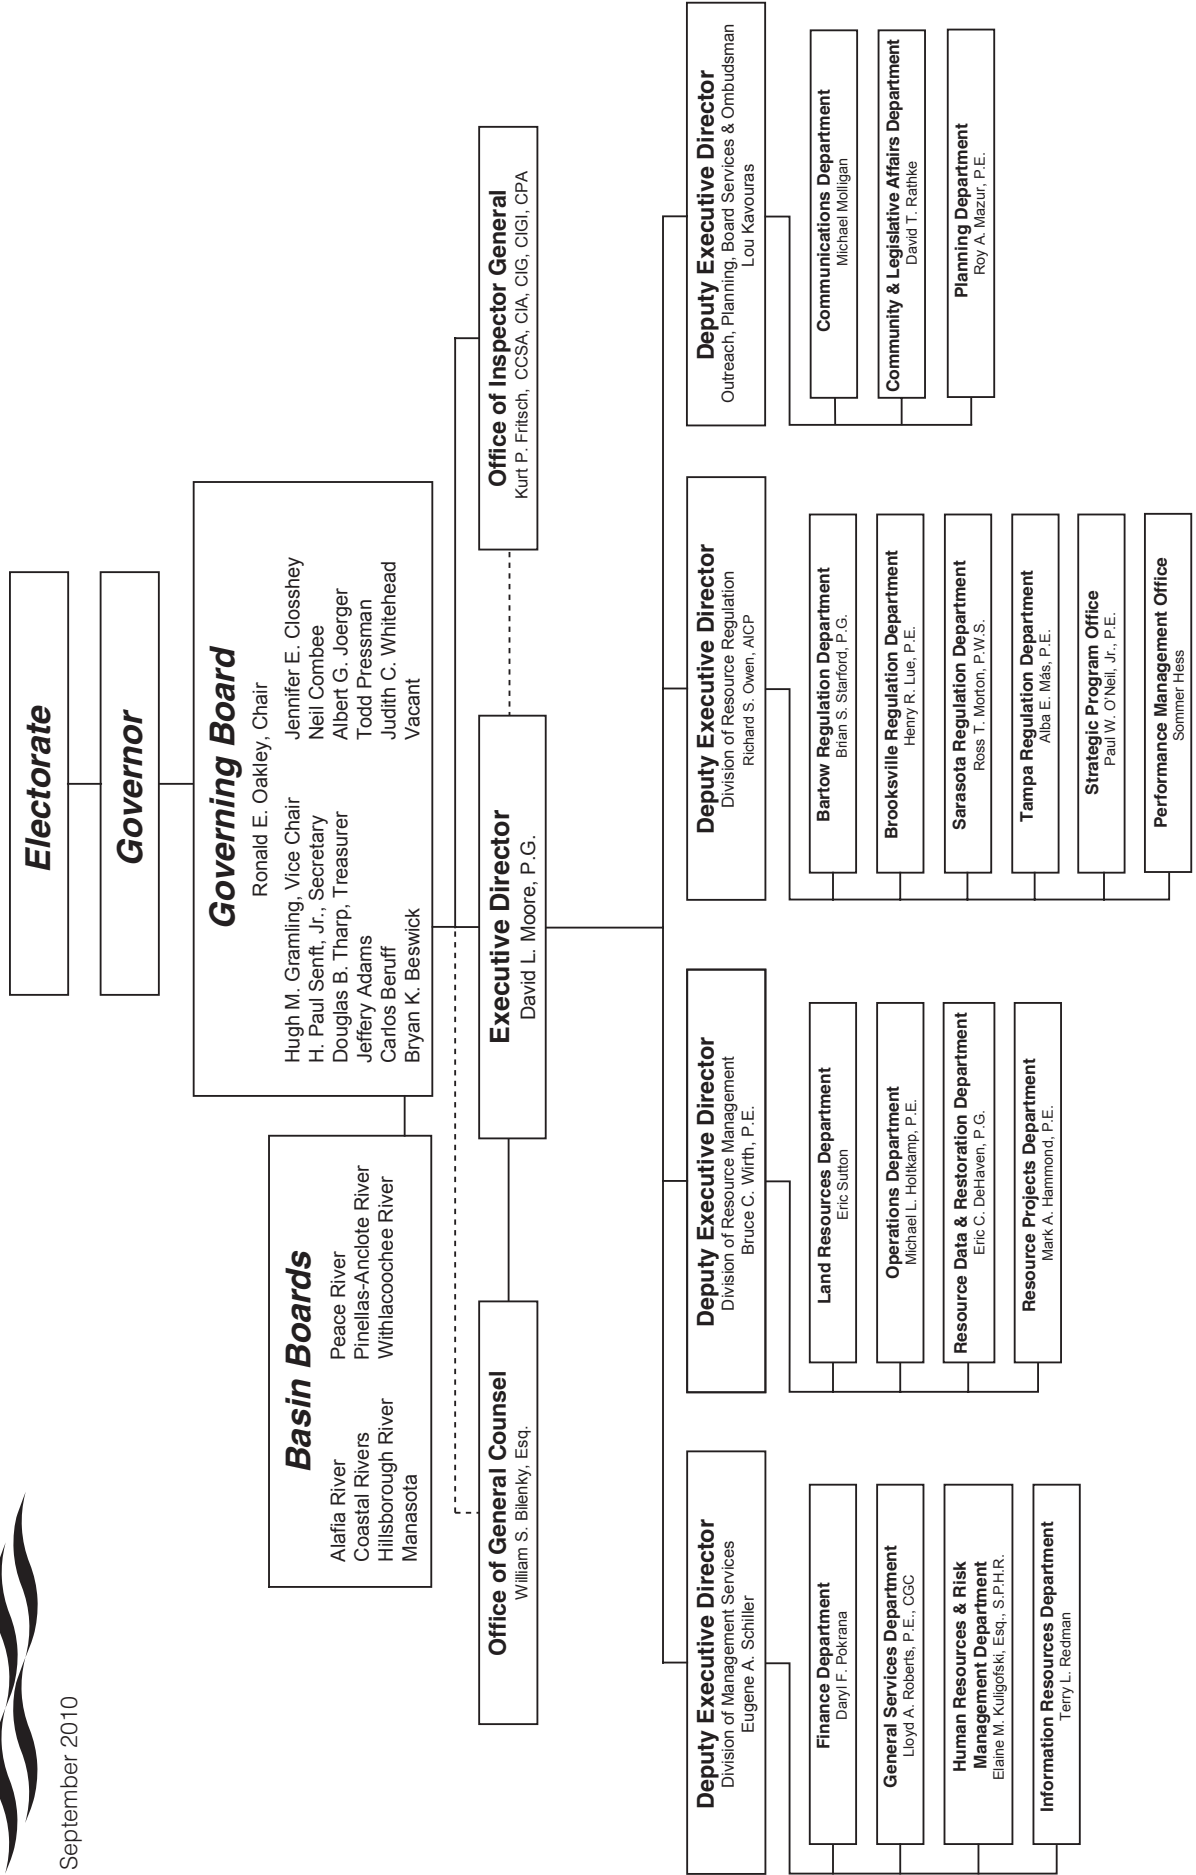 September 2010
Electorate
Governor
Governing Board
Ronald E. Oakley, Chair
Hugh M. Gramling, Vice Chair
H. Paul Senft, Jr., Secretary
Douglas B. Tharp, Treasurer
Jeffery Adams
Carlos Beruff
Bryan K. Beswick
Jennifer E. Closshey
Neil Combee
Albert G. Joerger
Todd Pressman
Judith C. Whitehead
Vacant
Basin Boards
Alafia River
Coastal Rivers
Hillsborough River
Manasota
Peace River
Pinellas-Anclote River
Withlacoochee River
Office of General Counsel
William S. Bilenky, Esq.
Executive Director
David L. Moore, P.G.
Office of Inspector General
Kurt P. Fritsch, CCSA, CIA, CIG, CIGI, CPA
Deputy Executive Director
Division of Management Services
Eugene A. Schiller
Finance Department
Daryl F. Pokrana
General Services Department
Lloyd A. Roberts, P.E., CGC
Human Resources & Risk
Management Department
Elaine M. Kuligofski, Esq., S.P.H.R.
Information Resources Department
Terry L. Redman
Deputy Executive Director
Division of Resource Management
Bruce C. Wirth, P.E.
Land Resources Department
Eric Sutton
Operations Department
Michael L. Holtkamp, P.E.
Resource Data & Restoration Department
Eric C. DeHaven, P.G.
Resource Projects Department
Mark A. Hammond, P.E.
Deputy Executive Director
Division of Resource Regulation
Richard S. Owen, AICP
Bartow Regulation Department
Brian S. Starford, P.G.
Brooksville Regulation Department
Henry R. Lue, P.E.
Sarasota Regulation Department
Ross T. Morton, P.W.S.
Tampa Regulation Department
Alba E. Más, P.E.
Strategic Program Office
Paul W. O'Neil, Jr., P.E.
Performance Management Office
Sommer Hess
Deputy Executive Director
Outreach, Planning, Board Services & Ombudsman
Lou Kavouras
Communications Department
Michael Molligan
Community & Legislative Affairs Department
David T. Rathke
Planning Department
Roy A. Mazur, P.E.